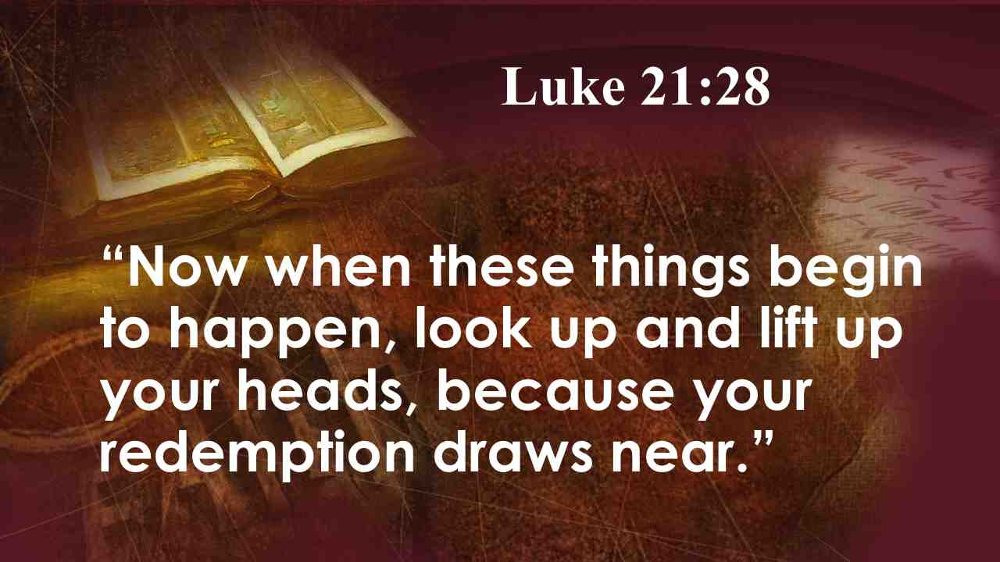 Luke 21:28
“Now when these things begin
to happen, look up and lift up
your heads, because your
redemption draws near.”